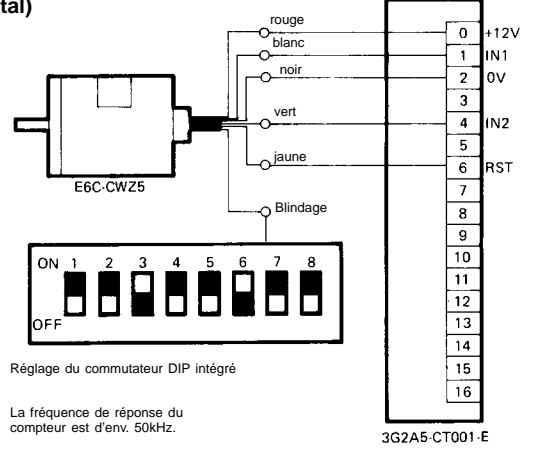 tal)
rouge
blanc
noir
vert
jaune
Blindage
E6C-CWZ5
0 +12V
1 IN1
2 0V
3
4 IN2
5
6 RST
7
8
9
10
11
12
13
14
15
16
3G2A5-CT001-E
ON 1 2 3 4 5 6 7 8
OFF
Réglage du commutateur DIP intégré
La fréquence de réponse du
compteur est d'env. 50kHz.